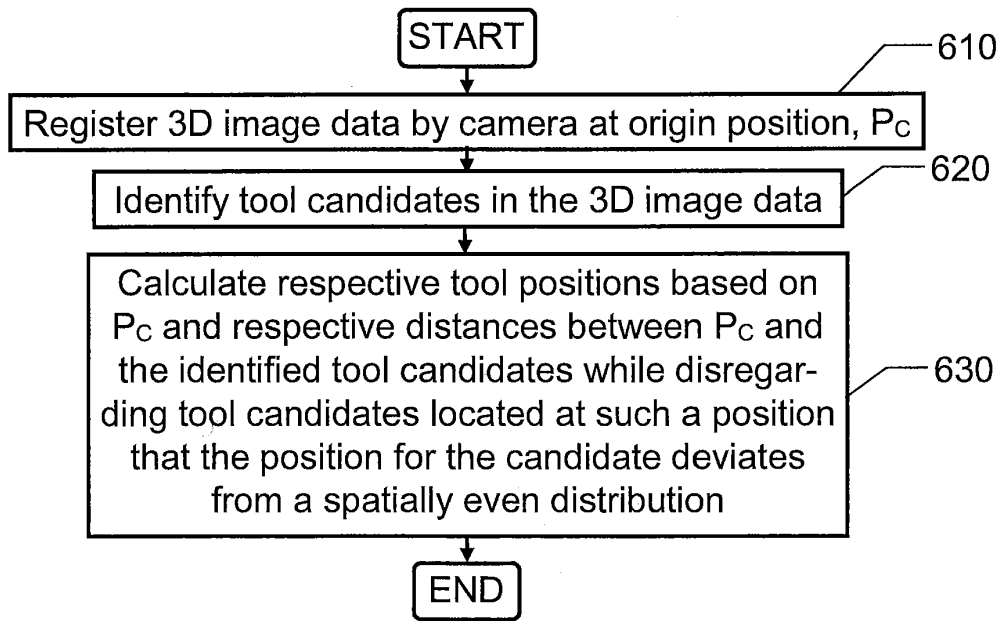 START
610
Register 3D image data by camera at origin position, PC
620
Identify tool candidates in the 3D image data
Calculate respective tool positions based on
PC and respective distances between PC and
the identified tool candidates while disregar-
ding tool candidates located at such a position
that the position for the candidate deviates
from a spatially even distribution
630
END